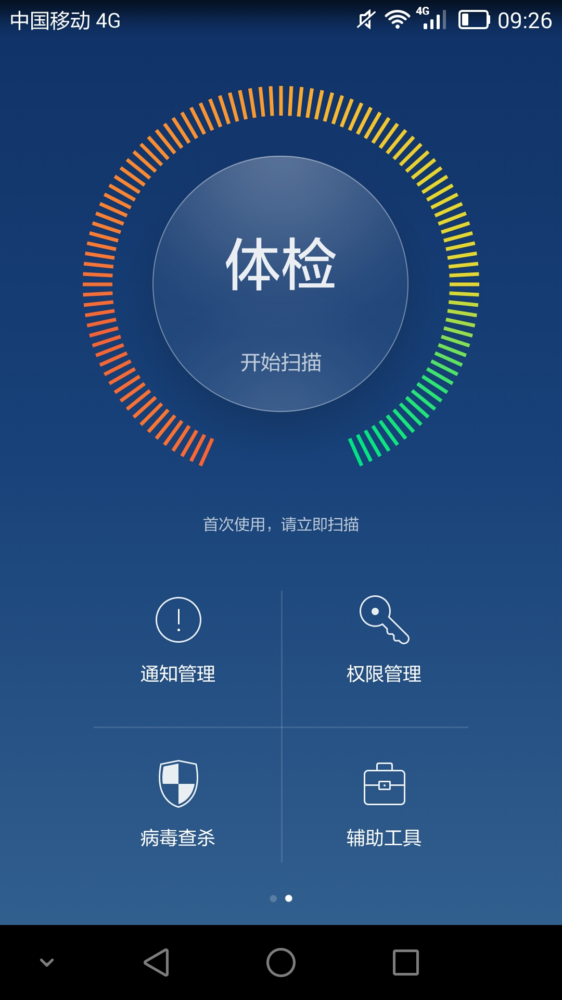 中国移动 4G
4G
09:26
体检
开始扫描
首次使用，请立即扫描
通知管理
权限管理
病毒查杀
辅助工具